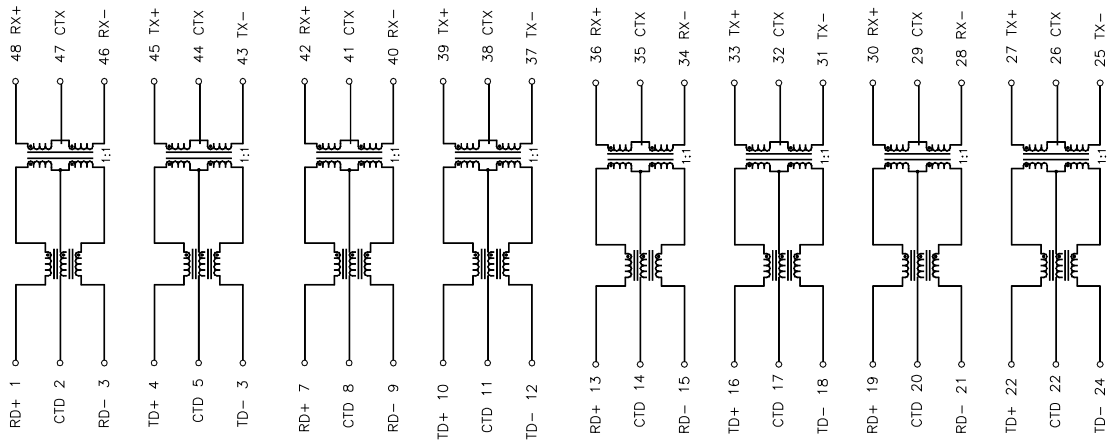 48 RX+
47 CTX
46 RX-
45 TX+
44 CTX
43 TX-
42 RX+
41 CTX
40 RX-
39 TX+
38 CTX
37 TX-
36 RX+
35 CTX
34 RX-
33 TX+
32 CTX
31 TX-
30 RX+
29 CTX
28 RX-
27 TX+
26 CTX
25 TX-
1:1
1:1
1:1
1:1
1:1
1:1
1:1
1:1
RD+ 1
CTD 2
RD- 3
TD+ 4
CTD 5
TD- 3
RD+ 7
CTD 8
RD- 9
TD+ 10
CTD 11
TD- 12
RD+ 13
CTD 14
RD- 15
TD+ 16
CTD 17
TD- 18
RD+ 19
CTD 20
RD- 21
TD+ 22
CTD 22
TD- 24